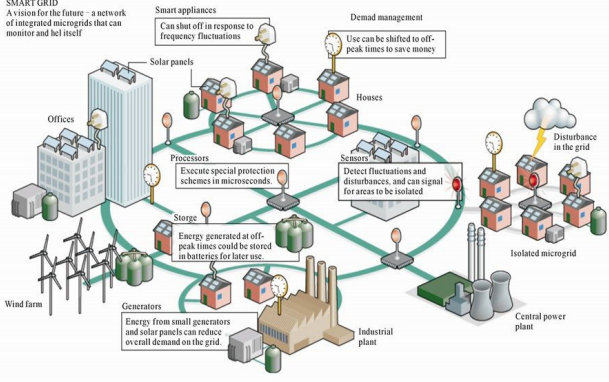 SMART GRID
A vision for the future – a network
of integrated microgrids that can
monitor and hel itself
Smart appliances
Can shut off in response to
frequency fluctuations
Demad management
Use can be shifted to off-
peak times to save money
Solar panels
Houses
Offices
Processors
Execute special protection
schemes in microseconds.
Sensors
Detect fluctuations and
disturbances, and can signal
for areas to be isolated
Disturbance
in the grid
Storge
Energy generated at off-
peak times could be stored
in batteries for later use.
Isolated microgrid
Wind farm
Generators
Energy from small generators
and solar panels can reduce
overall demand on the grid.
Industrial
plant
Central power
plant